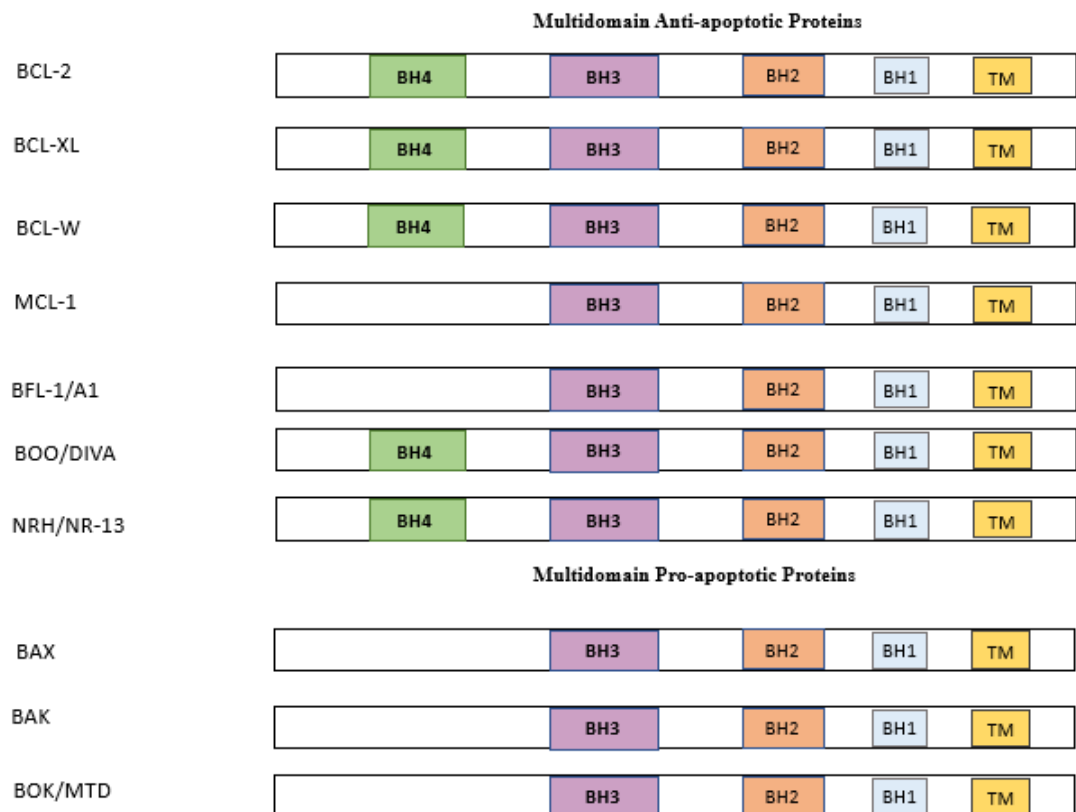 Multidomain Anti-apoptotic Proteins
BCL-2 BH4 BH3 BH2 BH1 TM
BCL-XL BH4 BH3 BH2 BH1 TM
BCL-W BH4 BH3 BH2 BH1 TM
MCL-1 BH3 BH2 BH1 TM
BFL-1/A1 BH3 BH2 BH1 TM
BOO/DIVA BH4 BH3 BH2 BH1 TM
NRH/NR-13 BH4 BH3 BH2 BH1 TM
Multidomain Pro-apoptotic Proteins
BAX BH3 BH2 BH1 TM
BAK BH3 BH2 BH1 TM
BOK/MTD BH3 BH2 BH1 TM